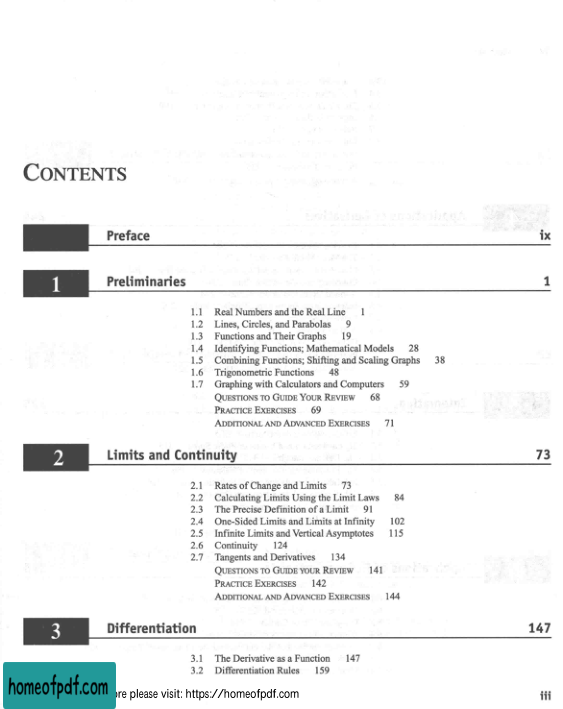 CONTENTS
Preface ix
1 Preliminaries 1
1.1 Real Numbers and the Real Line 1
1.2 Lines, Circles, and Parabolas 9
1.3 Functions and Their Graphs 19
1.4 Identifying Functions; Mathematical Models 28
1.5 Combining Functions; Shifting and Scaling Graphs 38
1.6 Trigonometric Functions 48
1.7 Graphing with Calculators and Computers 59
QUESTIONS TO GUIDE YOUR REVIEW 68
PRACTICE EXERCISES 69
ADDITIONAL AND ADVANCED EXERCISES 71
2 Limits and Continuity 73
2.1 Rates of Change and Limits 73
2.2 Calculating Limits Using the Limit Laws 84
2.3 The Precise Definition of a Limit 91
2.4 One-Sided Limits and Limits at Infinity 102
2.5 Infinite Limits and Vertical Asymptotes 115
2.6 Continuity 124
2.7 Tangents and Derivatives 134
QUESTIONS TO GUIDE YOUR REVIEW 141
PRACTICE EXERCISES 142
ADDITIONAL AND ADVANCED EXERCISES 144
3 Differentiation 147
3.1 The Derivative as a Function 147
3.2 Differentiation Rules 159
homeofpdf.com re please visit: https://homeofpdf.com iii